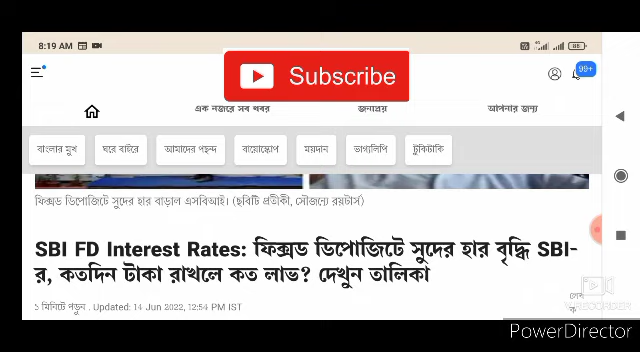 8:19 AM
88
Subscribe
99+
এক নজরে সব খবর
জনপ্রিয়
আপনার জন্য
বাংলার মুখ
ঘরে বাইরে
আমাদের পছন্দ
বায়োস্কোপ
ময়দান
ভাগ্যলিপি
টুকিটাকি
ফিক্সড ডিপোজিটে সুদের হার বাড়াল এসবিআই। (ছবিটি প্রতীকী, সৌজন্যে রয়টার্স)
SBI FD Interest Rates: ফিক্সড ডিপোজিটে সুদের হার বৃদ্ধি SBI-
র, কতদিন টাকা রাখলে কত লাভ? দেখুন তালিকা
১ মিনিটে পড়ুন . Updated: 14 Jun 2022, 12:54 PM IST
RECORDER
PowerDirector